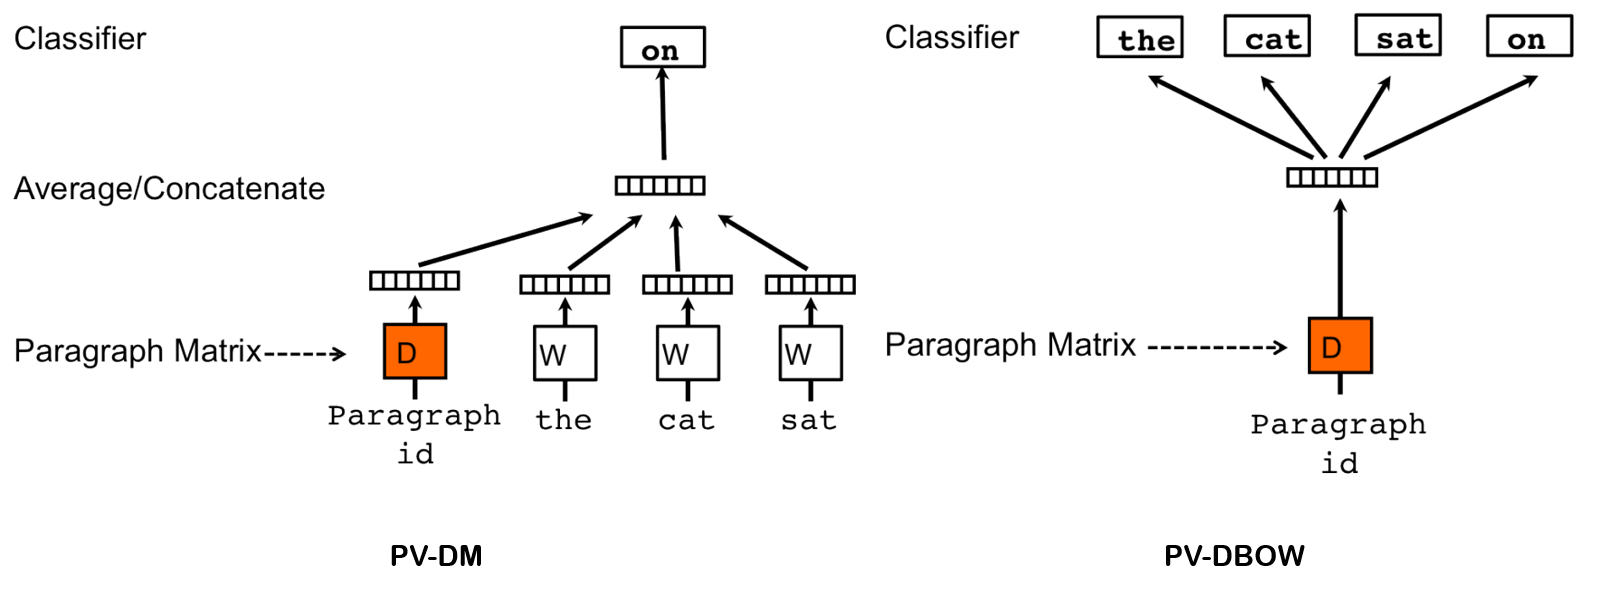 Classifier
on
Average/Concatenate
Paragraph Matrix
D
W
W
W
Paragraph
id
the
cat
sat
PV-DM
Classifier
the
cat
sat
on
Paragraph Matrix
D
Paragraph
id
PV-DBOW